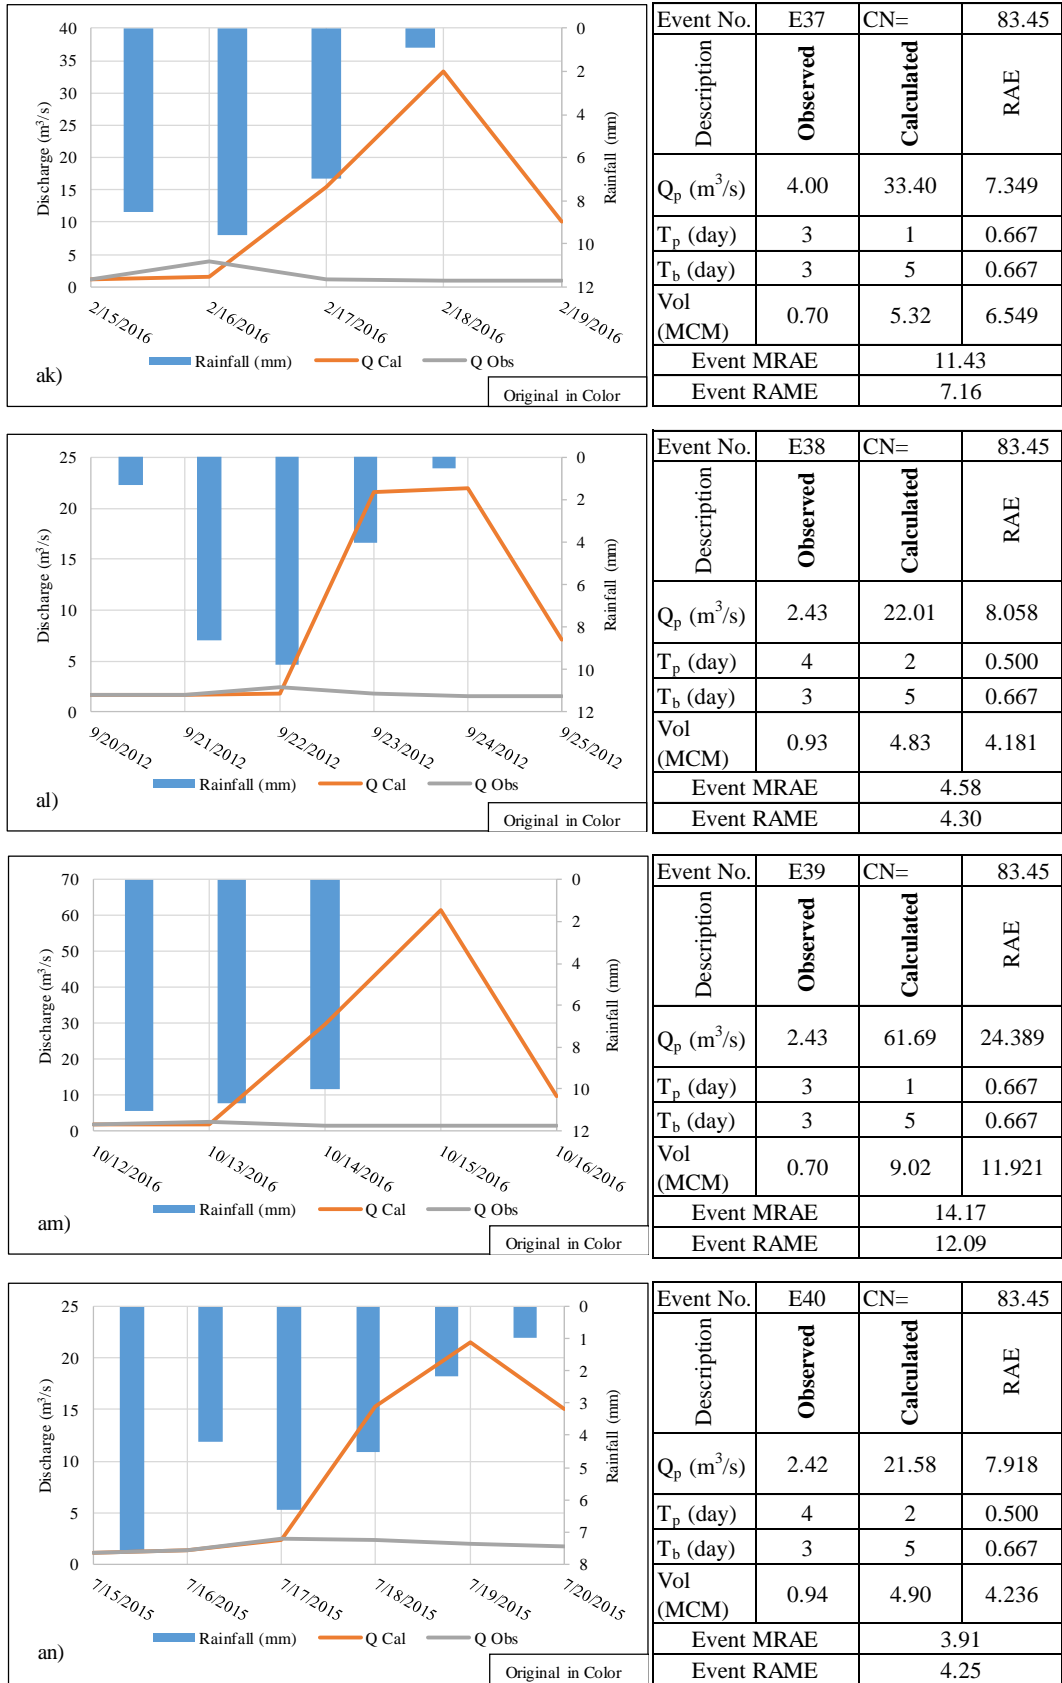 40
35
30
25
20
15
10
5
0
Discharge (m³/s)
0
2
4
6
8
10
12
Rainfall (mm)
2/15/2016
2/16/2016
2/17/2016
2/18/2016
2/19/2016
Rainfall (mm) Q Cal Q Obs
ak)
Original in Color
Event No. E37 CN= 83.45
Description Observed Calculated RAE
Qp (m³/s) 4.00 33.40 7.349
Tp (day) 3 1 0.667
Tb (day) 3 5 0.667
Vol
(MCM) 0.70 5.32 6.549
Event MRAE 11.43
Event RAME 7.16
25
20
15
10
5
0
Discharge (m³/s)
0
2
4
6
8
10
12
Rainfall (mm)
9/20/2012
9/21/2012
9/22/2012
9/23/2012
9/24/2012
9/25/2012
Rainfall (mm) Q Cal Q Obs
al)
Original in Color
Event No. E38 CN= 83.45
Description Observed Calculated RAE
Qp (m³/s) 2.43 22.01 8.058
Tp (day) 4 2 0.500
Tb (day) 3 5 0.667
Vol
(MCM) 0.93 4.83 4.181
Event MRAE 4.58
Event RAME 4.30
70
60
50
40
30
20
10
0
Discharge (m³/s)
0
2
4
6
8
10
12
Rainfall (mm)
10/12/2016
10/13/2016
10/14/2016
10/15/2016
10/16/2016
Rainfall (mm) Q Cal Q Obs
am)
Original in Color
Event No. E39 CN= 83.45
Description Observed Calculated RAE
Qp (m³/s) 2.43 61.69 24.389
Tp (day) 3 1 0.667
Tb (day) 3 5 0.667
Vol
(MCM) 0.70 9.02 11.921
Event MRAE 14.17
Event RAME 12.09
25
20
15
10
5
0
Discharge (m³/s)
0
1
2
3
4
5
6
7
8
Rainfall (mm)
7/15/2015
7/16/2015
7/17/2015
7/18/2015
7/19/2015
7/20/2015
Rainfall (mm) Q Cal Q Obs
an)
Original in Color
Event No. E40 CN= 83.45
Description Observed Calculated RAE
Qp (m³/s) 2.42 21.58 7.918
Tp (day) 4 2 0.500
Tb (day) 3 5 0.667
Vol
(MCM) 0.94 4.90 4.236
Event MRAE 3.91
Event RAME 4.25